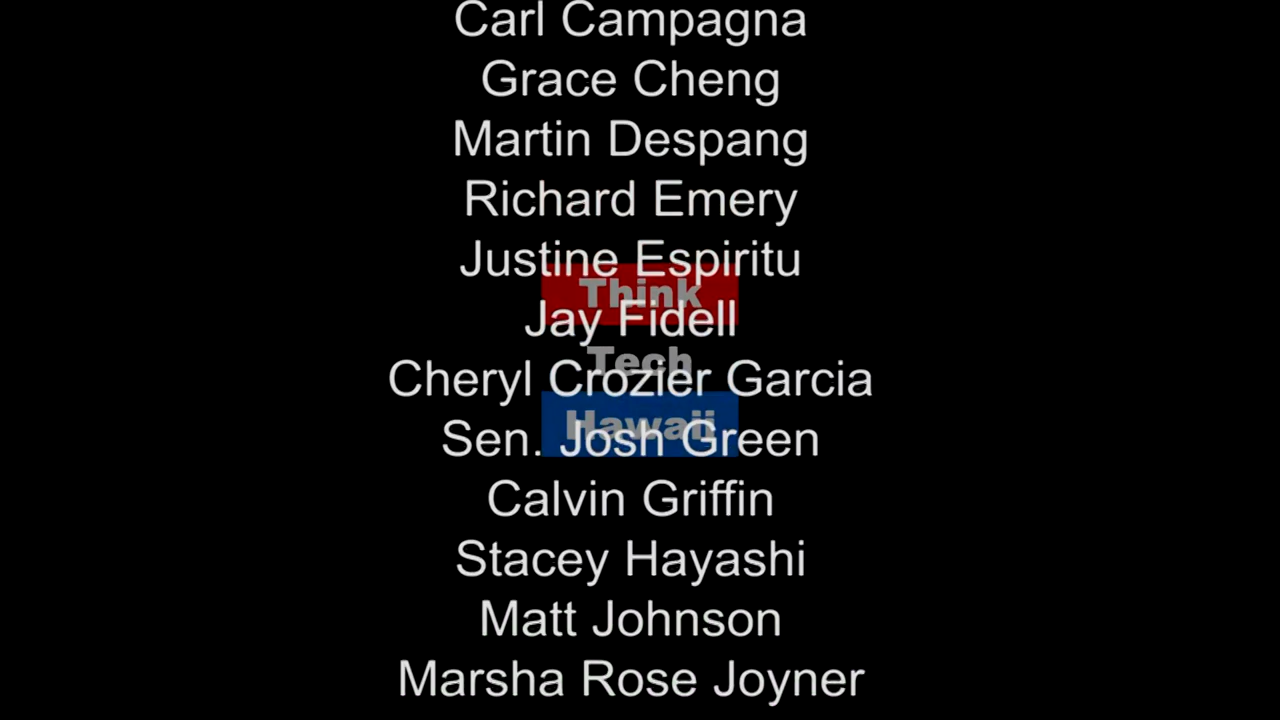 Carl Campagna
Grace Cheng
Martin Despang
Richard Emery
Justine Espiritu
Think
Jay Fidell
Tech
Cheryl Crozier Garcia
Hawaii
Sen. Josh Green
Calvin Griffin
Stacey Hayashi
Matt Johnson
Marsha Rose Joyner